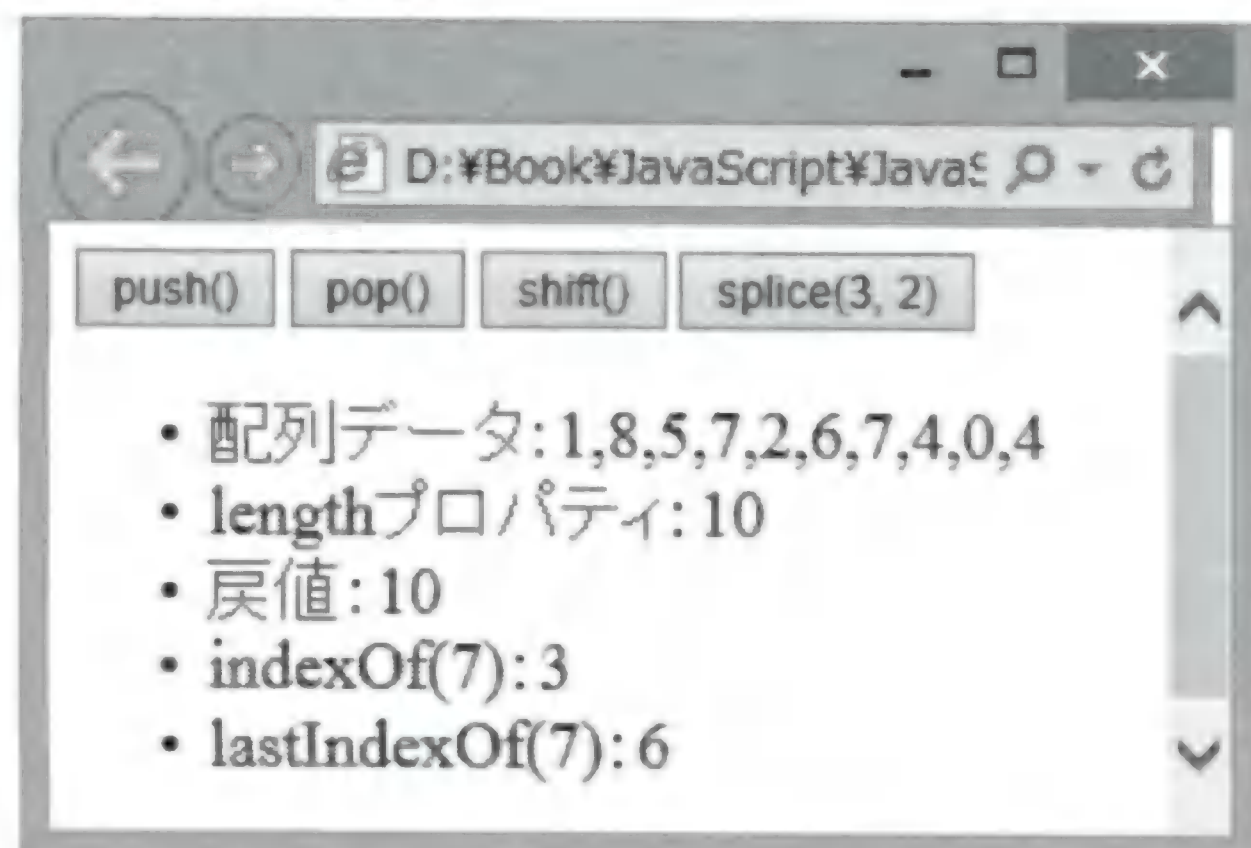 D:¥Book¥JavaScript¥JavaS
push() pop() shift() splice(3, 2)
• 配列データ: 1,8,5,7,2,6,7,4,0,4
• lengthプロパティ: 10
• 戻値: 10
• indexOf(7): 3
• lastIndexOf(7): 6